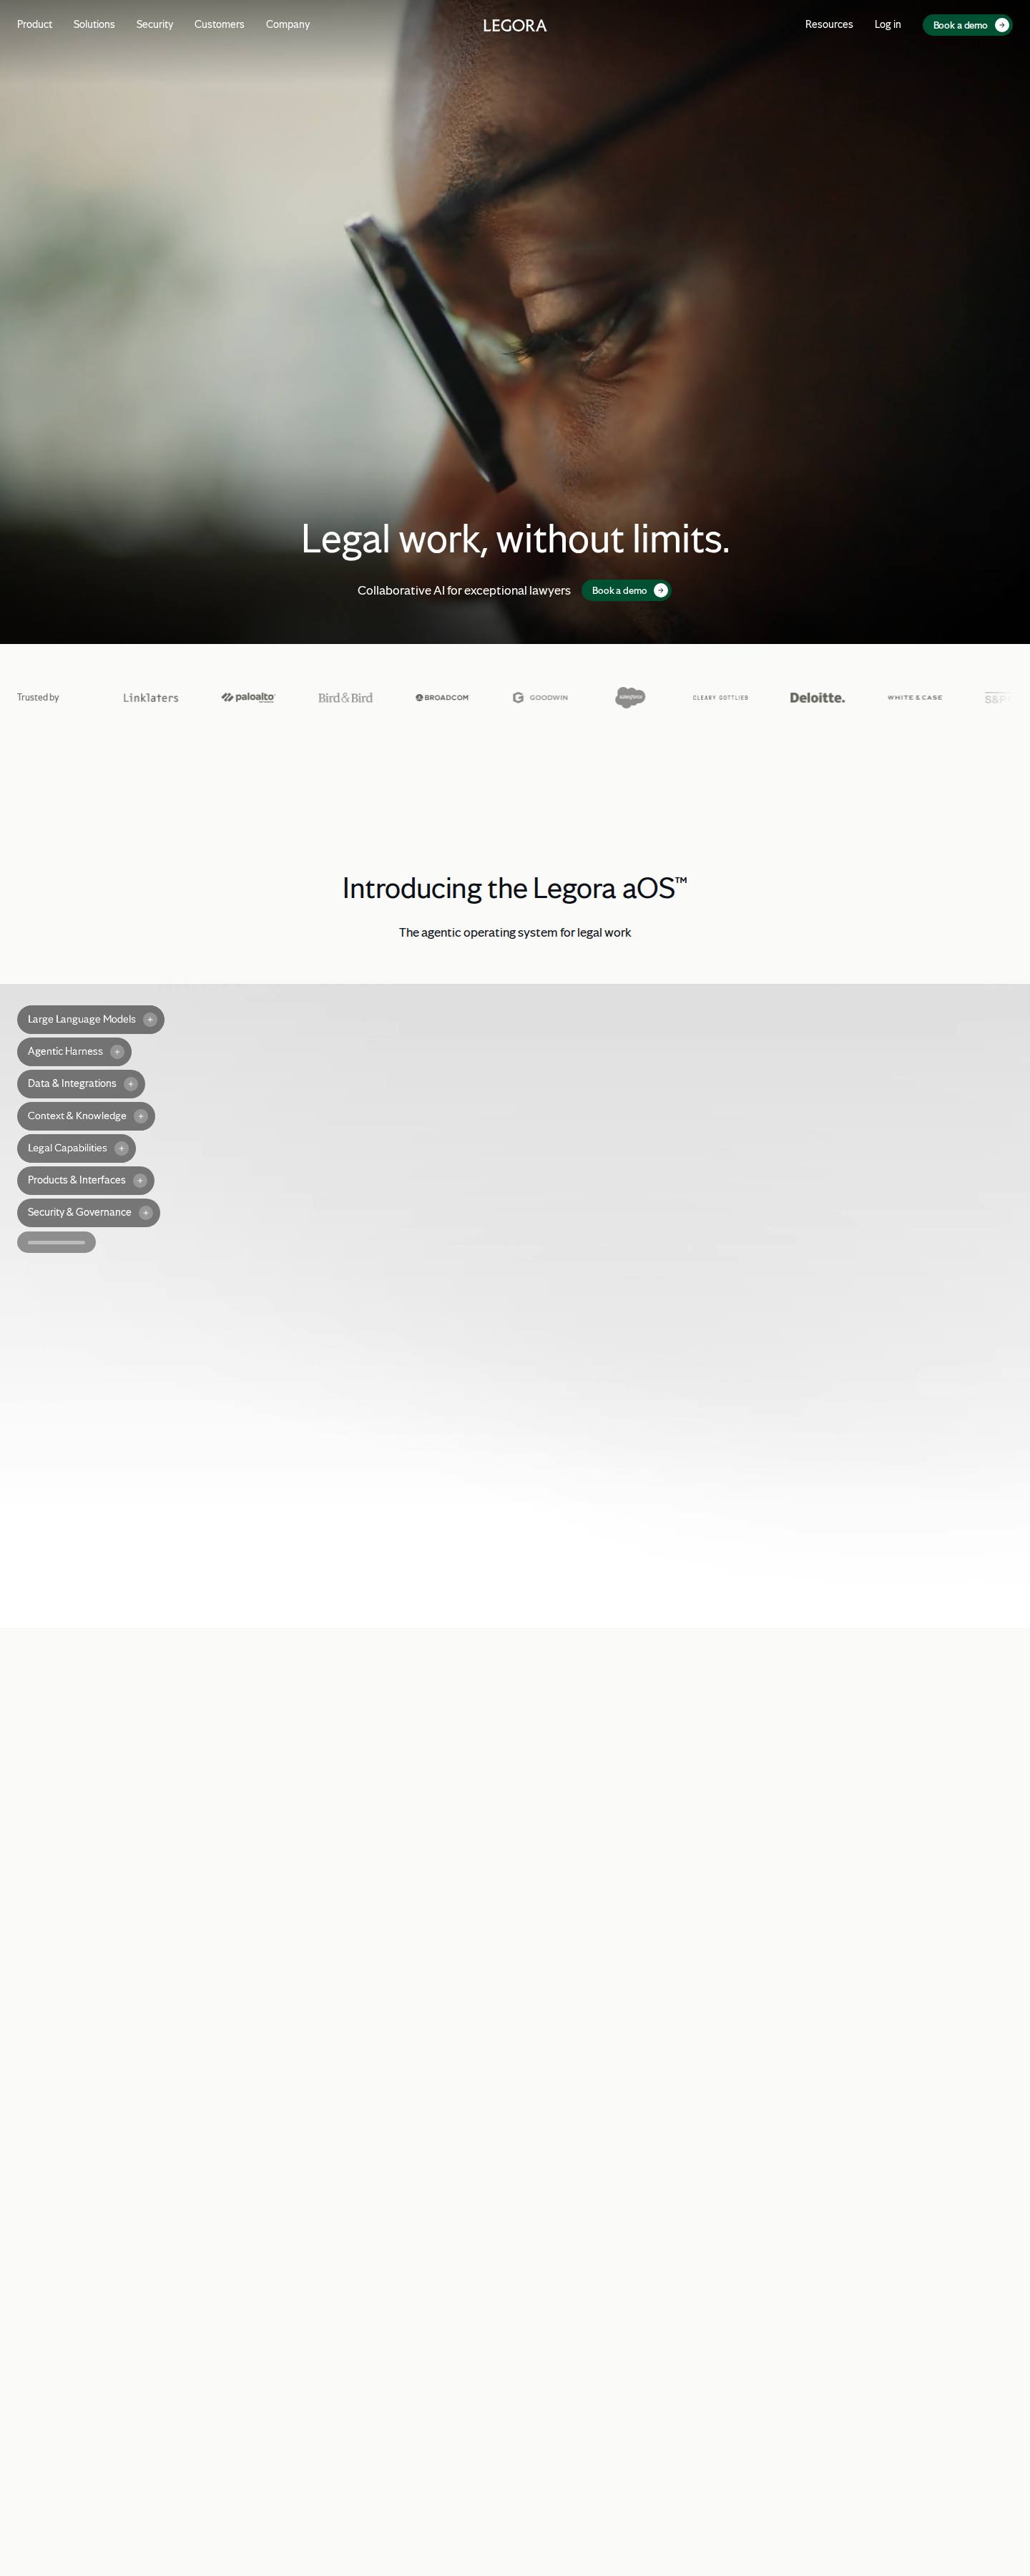 Product Solutions Security Customers Company LEGORA Resources Log in Book a demo
Legal work, without limits.
Collaborative AI for exceptional lawyers Book a demo
Trusted by Linklaters paloalto Bird & Bird BROADCOM GOODWIN salesforce CLEARY GOTTLIEB Deloitte. WHITE & CASE S&P
Introducing the Legora aOS™
The agentic operating system for legal work
Large Language Models
Agentic Harness
Data & Integrations
Context & Knowledge
Legal Capabilities
Products & Interfaces
Security & Governance